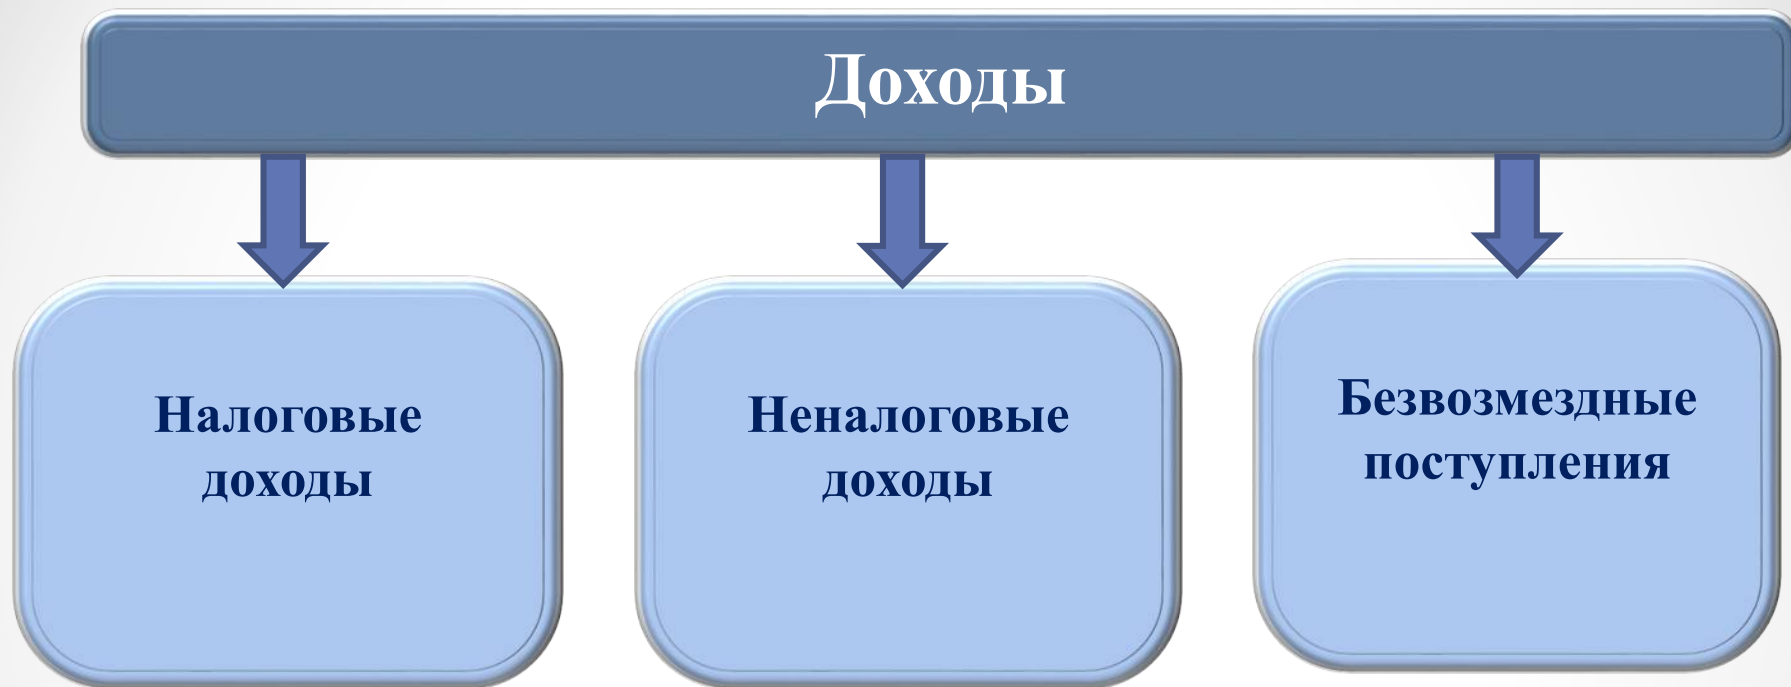 Доходы
Налоговые
доходы
Неналоговые
доходы
Безвозмездные
поступления